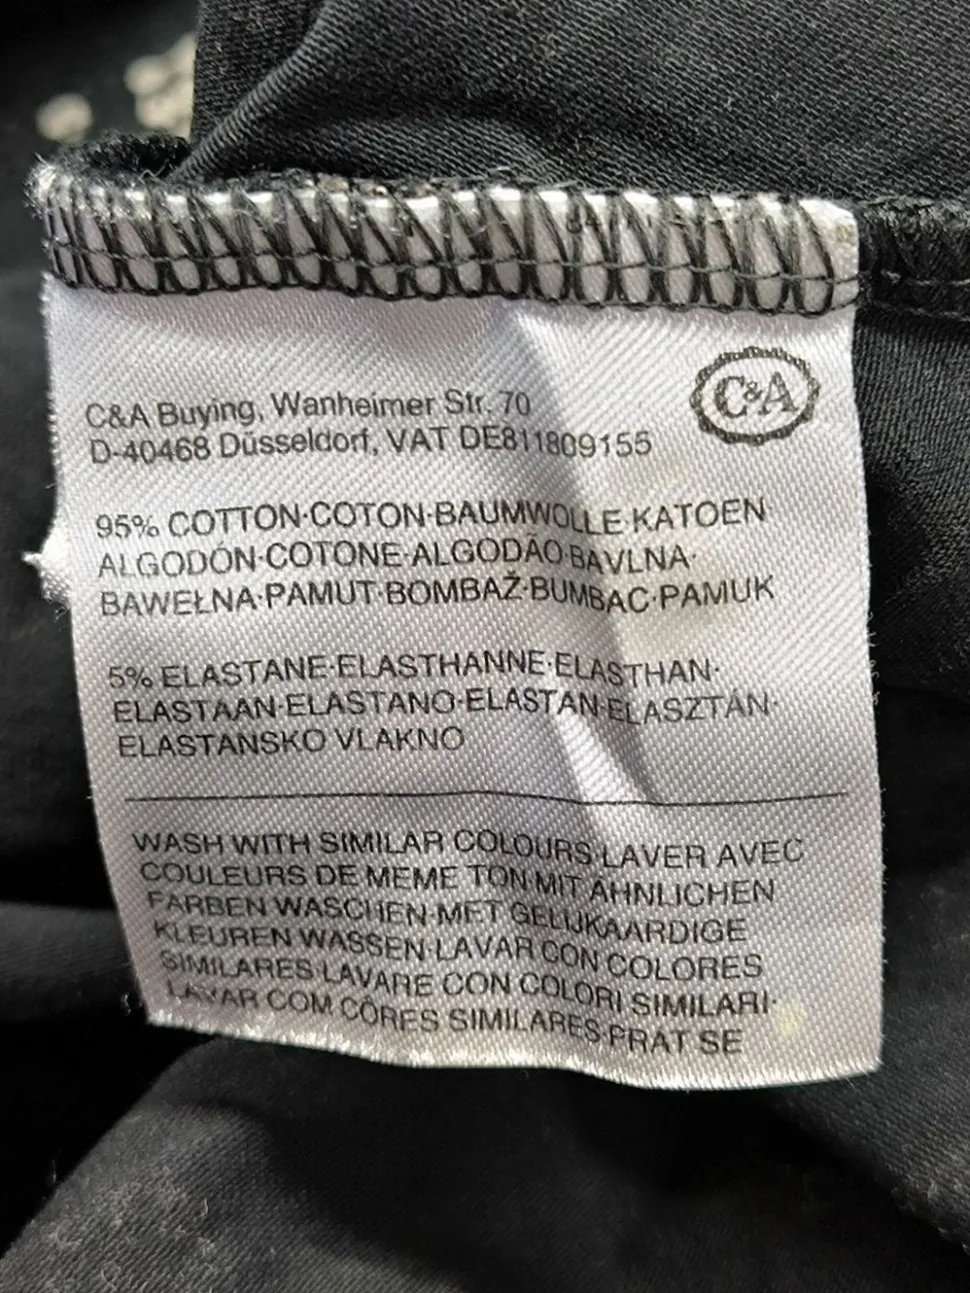 C&A
C&A Buying, Wanheimer Str. 70
D-40468 Düsseldorf, VAT DE811809155
95% COTTON·COTON·BAUMWOLLE·KATOEN
ALGODÓN·COTONE·ALGODÃO·BAVLNA·
BAWEŁNA·PAMUT·BOMBAŽ·BUMBAC·PAMUK
5% ELASTANE·ELASTHANNE·ELASTHAN·
ELASTAAN·ELASTANO·ELASTAN·ELASZTÁN·
ELASTANSKO VLAKNO
WASH WITH SIMILAR COLOURS·LAVER AVEC
COULEURS DE MEME TON·MIT ÄHNLICHEN
FARBEN WASCHEN·MET GELIJKAARDIGE
KLEUREN WASSEN·LAVAR CON COLORES
SIMILARES·LAVARE CON COLORI SIMILARI·
LAVAR COM CÔRES SIMILARES·PRAT SE